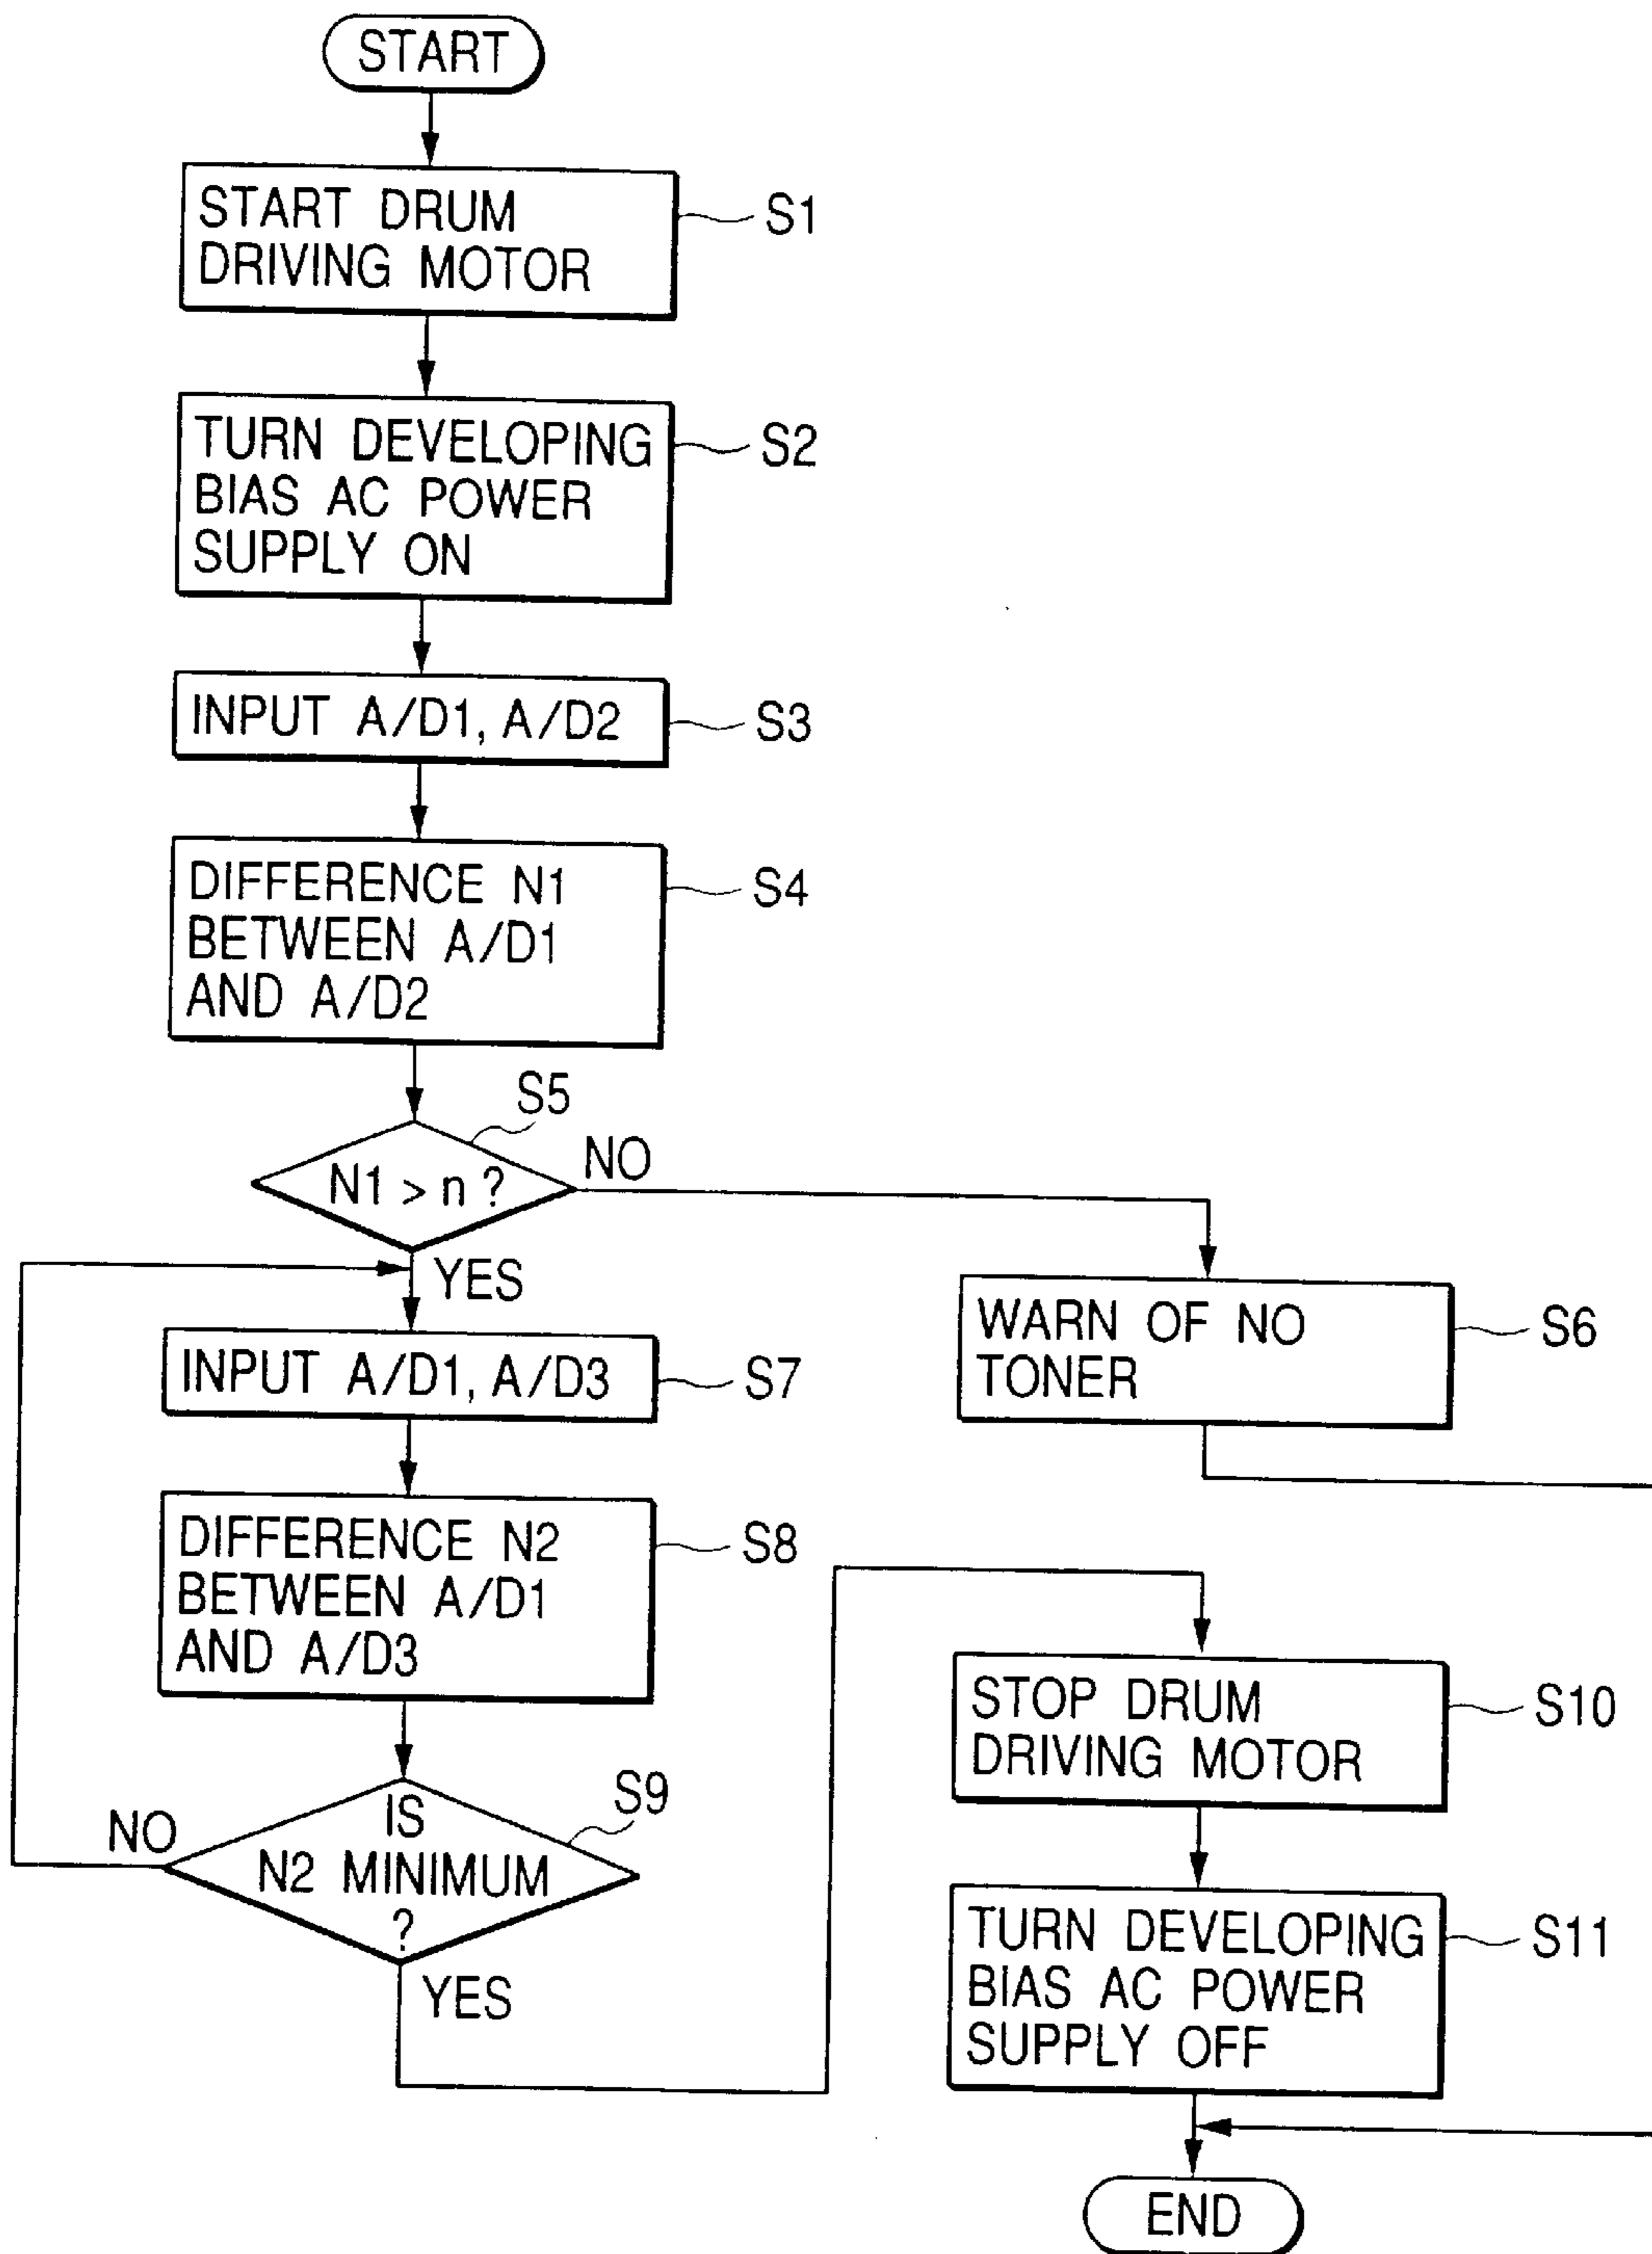 START
START DRUM
DRIVING MOTOR
S1
TURN DEVELOPING
BIAS AC POWER
SUPPLY ON
S2
INPUT A/D1, A/D2
S3
DIFFERENCE N1
BETWEEN A/D1
AND A/D2
S4
S5
N1 > n ?
NO
YES
WARN OF NO
TONER
S6
INPUT A/D1, A/D3
S7
DIFFERENCE N2
BETWEEN A/D1
AND A/D3
S8
IS
N2 MINIMUM
?
S9
NO
YES
STOP DRUM
DRIVING MOTOR
S10
TURN DEVELOPING
BIAS AC POWER
SUPPLY OFF
S11
END